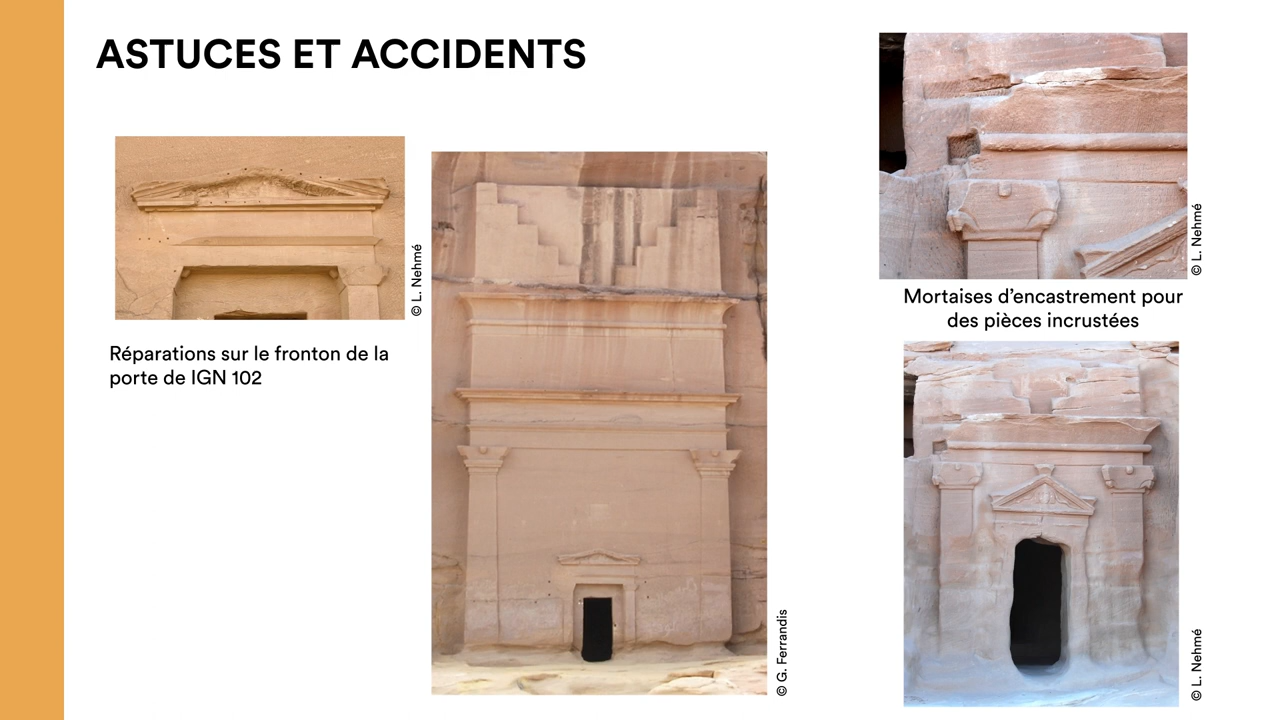 ASTUCES ET ACCIDENTS
© L. Nehmé
Réparations sur le fronton de la
porte de IGN 102
© G. Ferrandis
© L. Nehmé
Mortaises d’encastrement pour
des pièces incrustées
© L. Nehmé